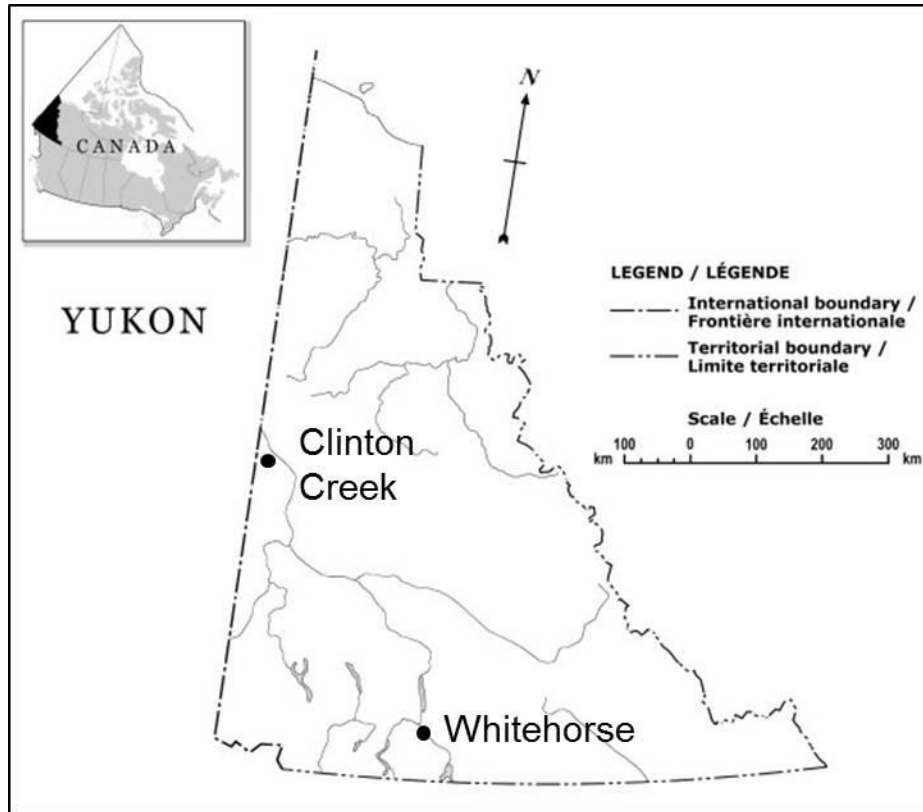 CANADA
N
YUKON
LEGEND / LÉGENDE
International boundary /
Frontière internationale
Territorial boundary /
Limite territoriale
Scale / Échelle
100 0 100 200 300
km km
Clinton
Creek
Whitehorse